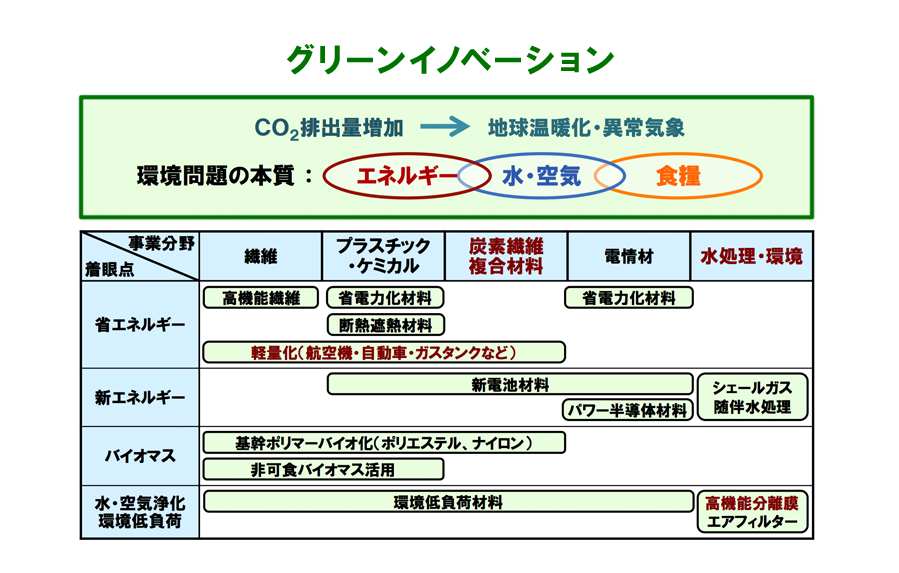 グリーンイノベーション
CO2排出量増加 → 地球温暖化・異常気象
環境問題の本質 : エネルギー 水・空気 食糧
事業分野
着眼点
繊維
プラスチック
・ケミカル
炭素繊維
複合材料
電情材
水処理・環境
省エネルギー
高機能繊維
省電力化材料
省電力化材料
断熱遮熱材料
軽量化(航空機・自動車・ガスタンクなど)
新エネルギー
新電池材料
シェールガス
随伴水処理
パワー半導体材料
バイオマス
基幹ポリマーバイオ化(ポリエステル、ナイロン)
非可食バイオマス活用
水・空気浄化
環境低負荷
環境低負荷材料
高機能分離膜
エアフィルター